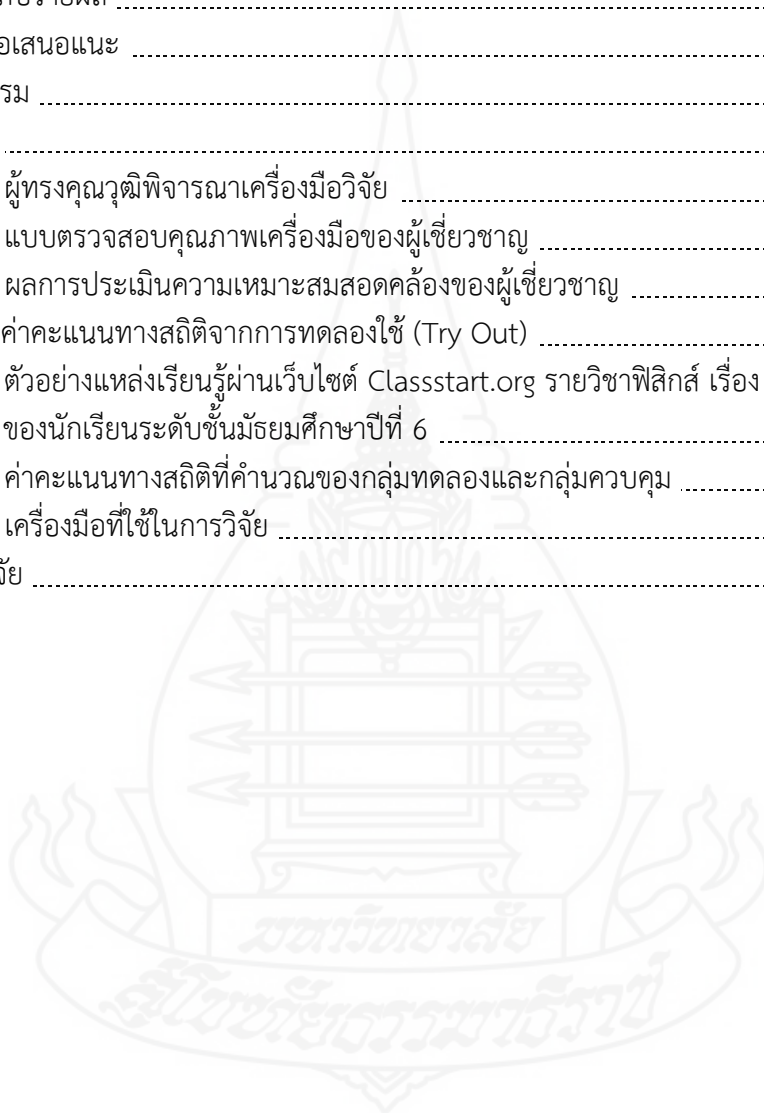 อเสนอแนะ
รม
ผู้ทรงคุณวุฒิพิจารณาเครื่องมือวิจัย
แบบตรวจสอบคุณภาพเครื่องมือของผู้เชี่ยวชาญ
ผลการประเมินความเหมาะสมสอดคล้องของผู้เชี่ยวชาญ
ค่าคะแนนทางสถิติจากการทดลองใช้ (Try Out)
ตัวอย่างแหล่งเรียนรู้ผ่านเว็บไซต์ Classstart.org รายวิชาฟิสิกส์ เรื่อง
ของนักเรียนระดับชั้นมัธยมศึกษาปีที่ 6
ค่าคะแนนทางสถิติที่คำนวณของกลุ่มทดลองและกลุ่มควบคุม
เครื่องมือที่ใช้ในการวิจัย
จัย
มหาวิทยาลัย
สุโขทัยธรรมาธิราช